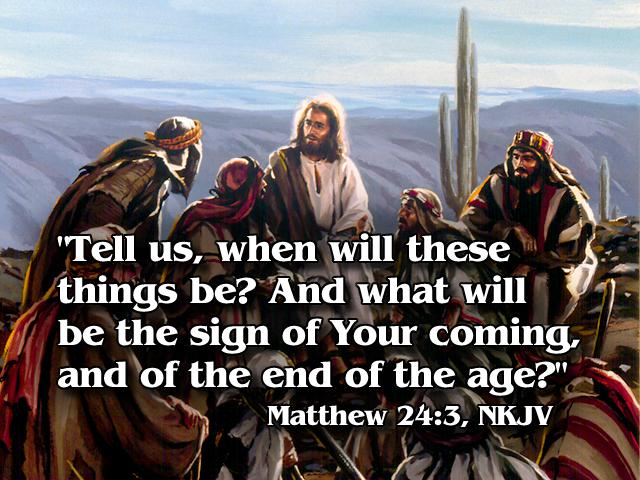 "Tell us, when will these
things be? And what will
be the sign of Your coming,
and of the end of the age?"
Matthew 24:3, NKJV